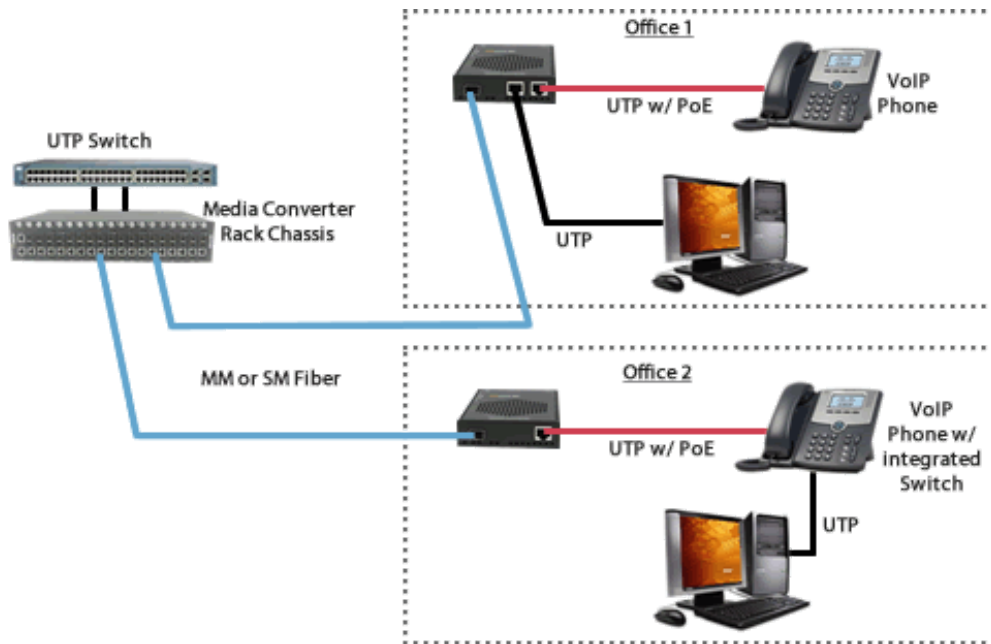 Office 1
UTP w/ PoE
VoIP
Phone
UTP Switch
Media Converter
Rack Chassis
UTP
MM or SM Fiber
Office 2
UTP w/ PoE
VoIP
Phone w/
integrated
Switch
UTP